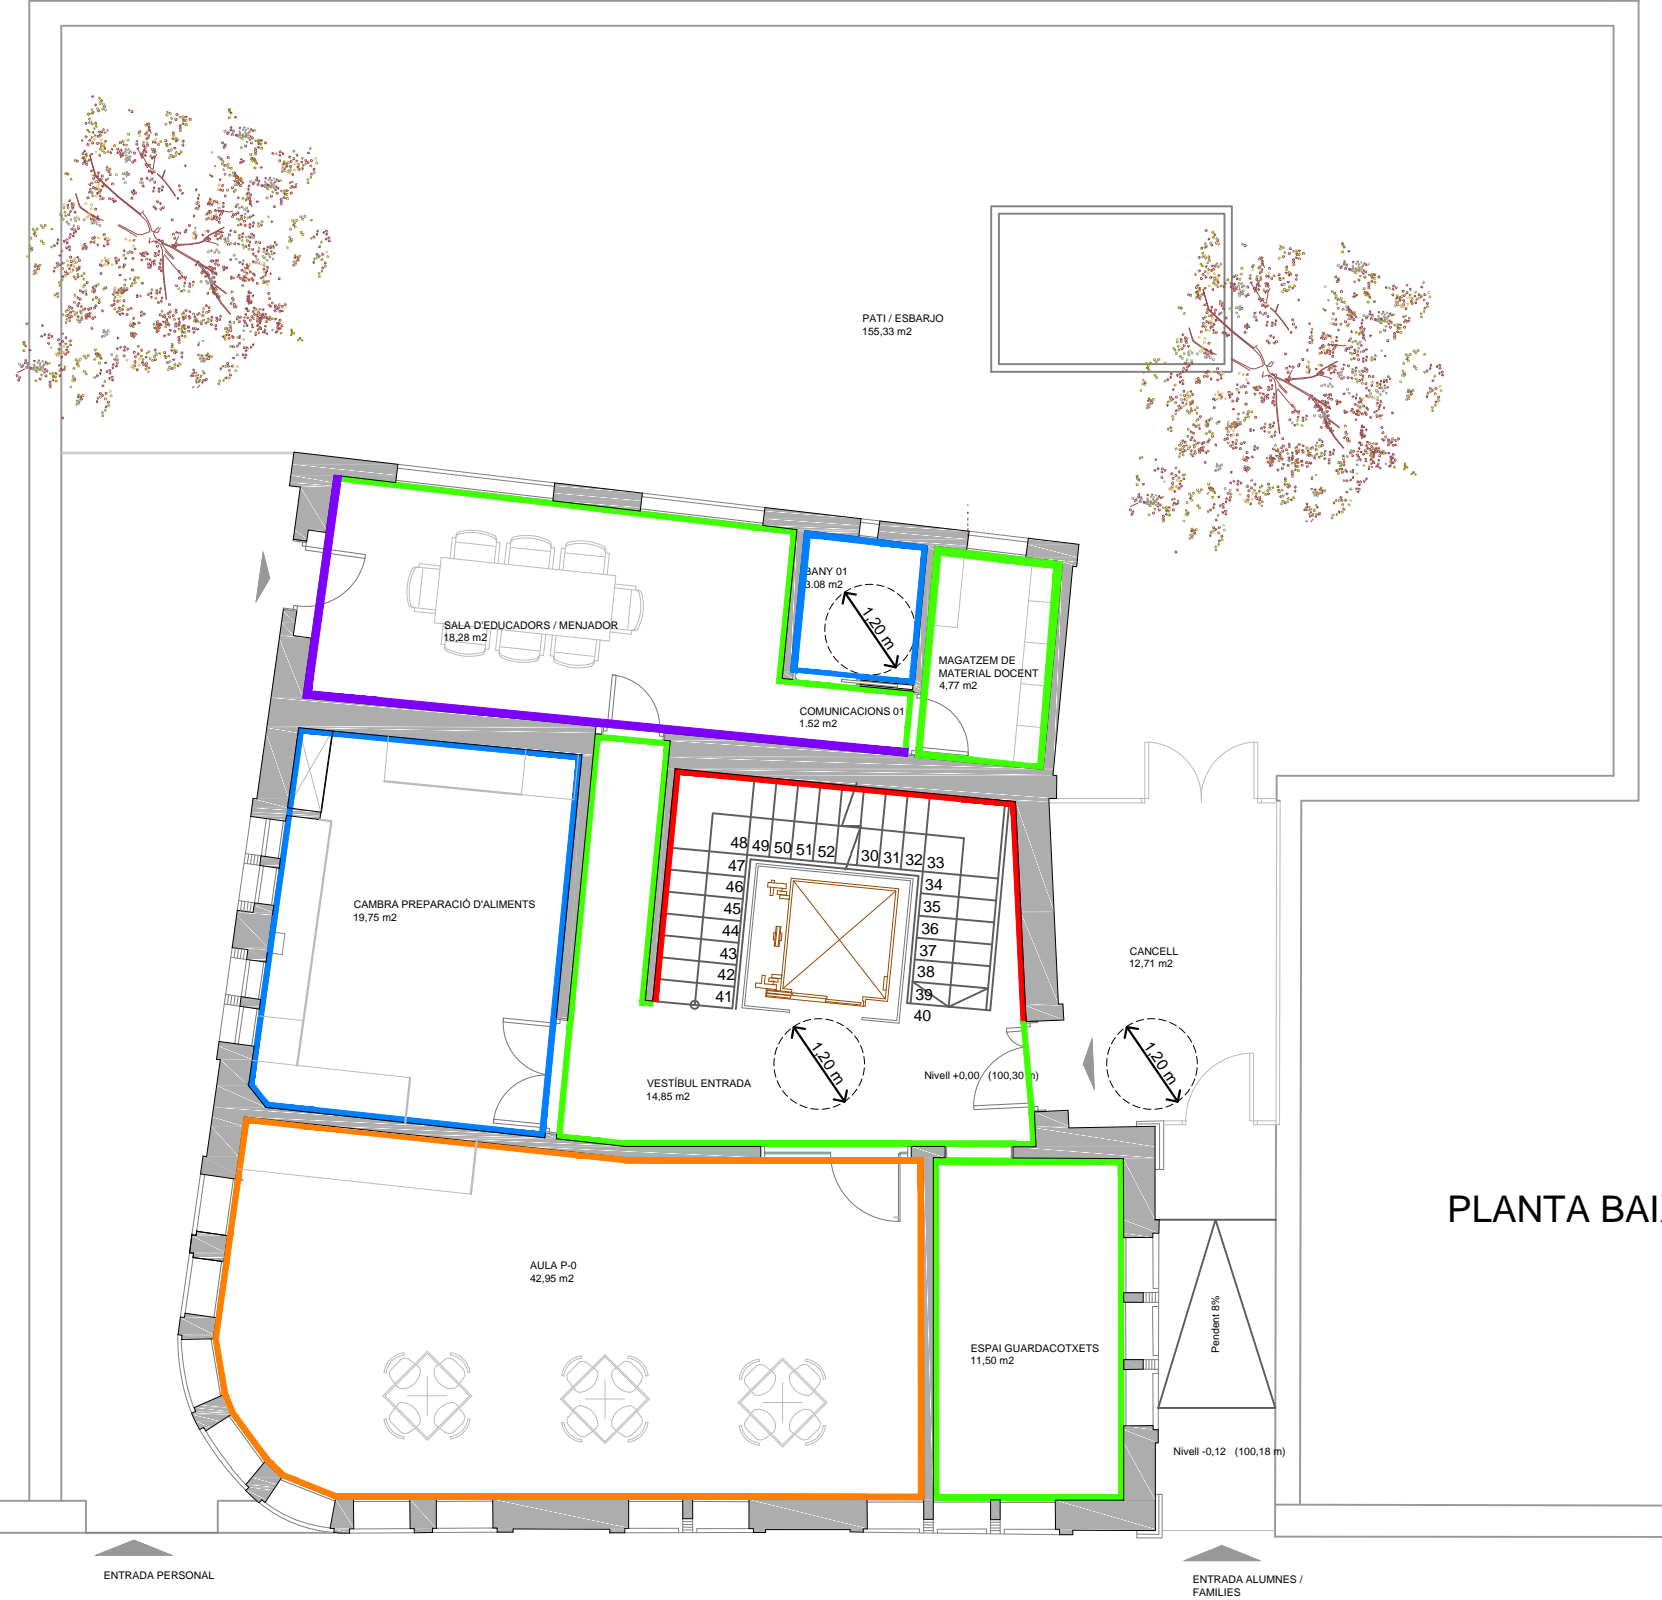 PATI / ESBARJO
155,33 m2
BANY 01
3.08 m2
1,20 m
SALA D'EDUCADORS / MENJADOR
18,28 m2
MAGATZEM DE
MATERIAL DOCENT
4,77 m2
COMUNICACIONS 01
1.52 m2
48 49 50 51 52 30 31 32 33
47
46
45
44
43
42
41
34
35
36
37
38
39
40
CAMBRA PREPARACIÓ D'ALIMENTS
19,75 m2
CANCELL
12,71 m2
1,20 m
1,20 m
Nivell +0,00 (100,30 m)
VESTÍBUL ENTRADA
14,85 m2
PLANTA BAI
AULA P-0
42,95 m2
Pendent 8%
ESPAI GUARDACOTXETS
11,50 m2
Nivell -0,12 (100,18 m)
ENTRADA PERSONAL
ENTRADA ALUMNES /
FAMILIES